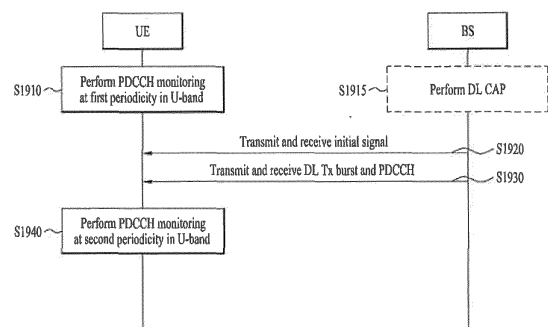 UE
BS
S1910
Perform PDCCH monitoring
at first periodicity in U-band
S1915
Perform DL CAP
Transmit and receive initial signal
S1920
Transmit and receive DL Tx burst and PDCCH
S1930
S1940
Perform PDCCH monitoring
at second periodicity in U-band